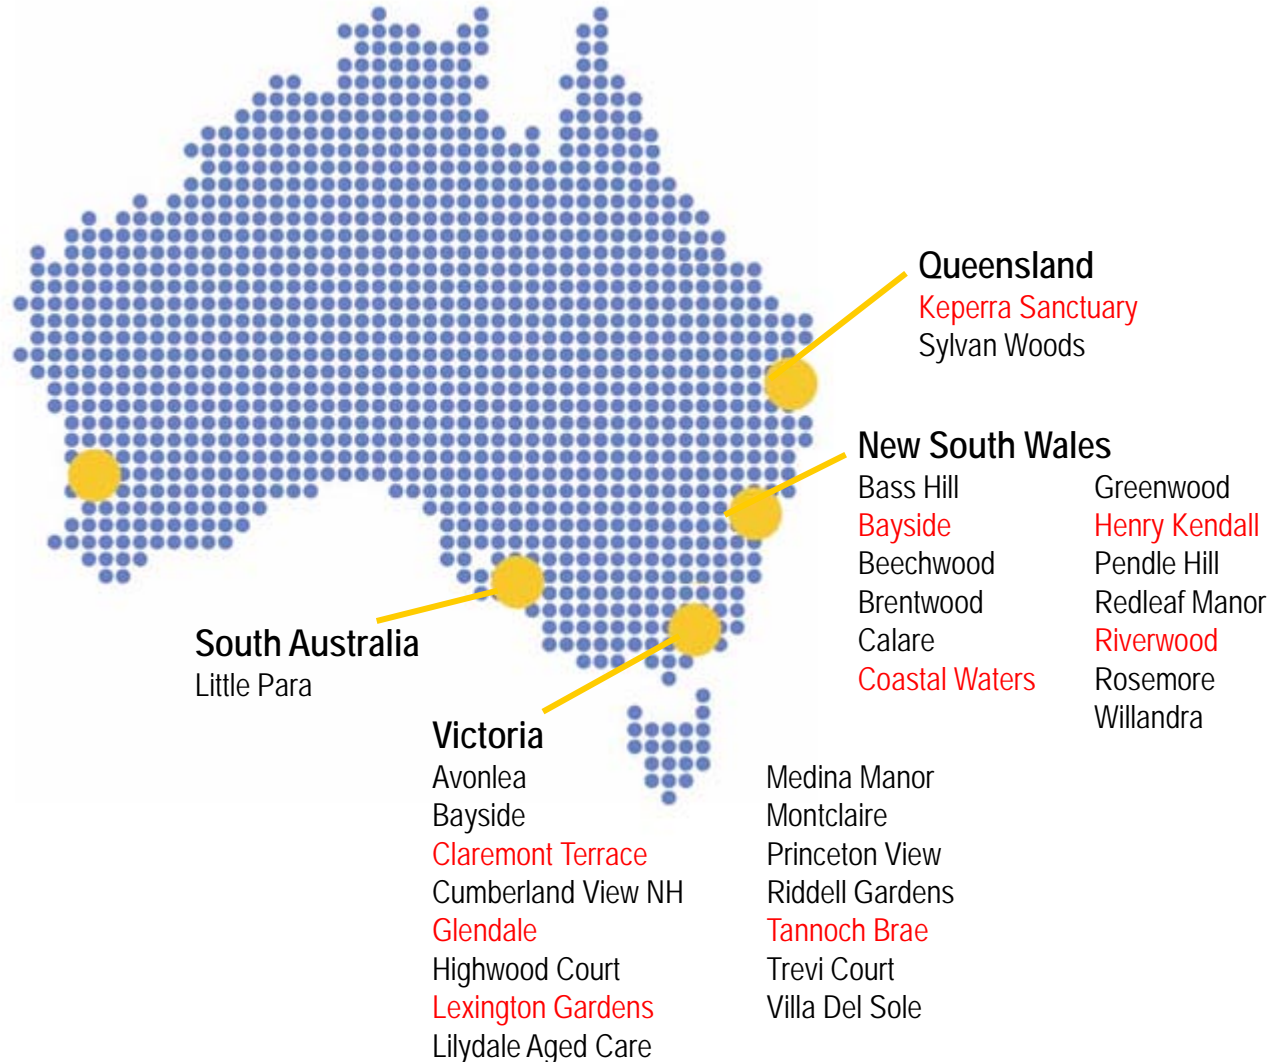 Queensland
Keperra Sanctuary
Sylvan Woods
New South Wales
Bass Hill
Bayside
Beechwood
Brentwood
Calare
Coastal Waters
Greenwood
Henry Kendall
Pendle Hill
Redleaf Manor
Riverwood
Rosemore
Willandra
South Australia
Little Para
Victoria
Avonlea
Bayside
Claremont Terrace
Cumberland View NH
Glendale
Highwood Court
Lexington Gardens
Lilydale Aged Care
Medina Manor
Montclaire
Princeton View
Riddell Gardens
Tannoch Brae
Trevi Court
Villa Del Sole